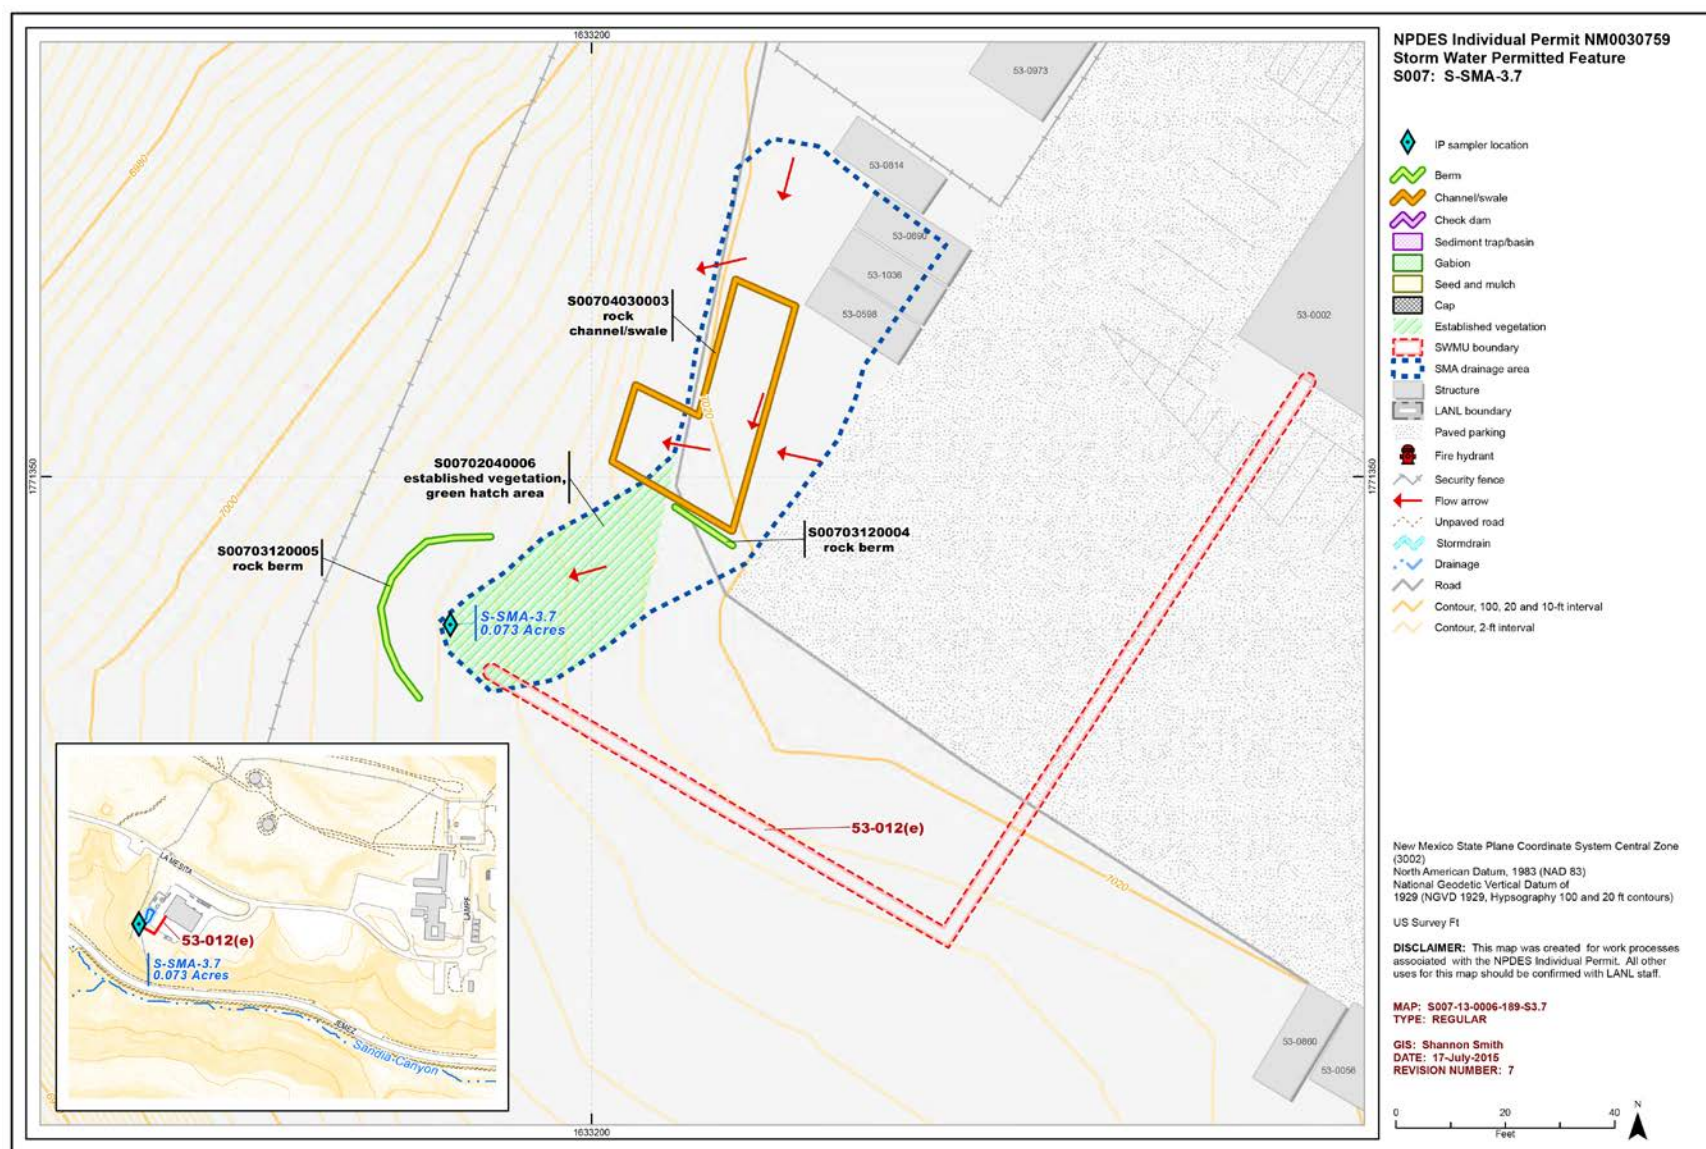 NPDES Individual Permit NM0030759
Storm Water Permitted Feature
S007: S-SMA-3.7
IP sampler location
Berm
Channel/swale
Check dam
Sediment trap/basin
Gabion
Seed and mulch
Cap
Established vegetation
SWMU boundary
SMA drainage area
Structure
LANL boundary
Paved parking
Fire hydrant
Security fence
Flow arrow
Unpaved road
Stormdrain
Drainage
Road
Contour, 100, 20 and 10-ft interval
Contour, 2-ft interval
New Mexico State Plane Coordinate System Central Zone
(3002)
North American Datum, 1983 (NAD 83)
National Geodetic Vertical Datum of
1929 (NGVD 1929, Hypsography 100 and 20 ft contours)
US Survey Ft
DISCLAIMER: This map was created for work processes
associated with the NPDES Individual Permit. All other
uses for this map should be confirmed with LANL staff.
MAP: S007-13-0006-189-S3.7
TYPE: REGULAR
GIS: Shannon Smith
DATE: 17-July-2015
REVISION NUMBER: 7
0 20 40
Feet
N
1633200
53-0973
6980
53-0814
53-0890
53-1036
53-0598
53-0002
S00704030003
rock
channel/swale
7020
S00702040006
established vegetation,
green hatch area
1771350
1771350
7000
S00703120004
rock berm
S00703120005
rock berm
S-SMA-3.7
0.073 Acres
53-012(e)
7020
53-0860
53-0056
1633200
LA MESITA
LAMPF
53-012(e)
S-SMA-3.7
0.073 Acres
JEMEZ
Sandia Canyon